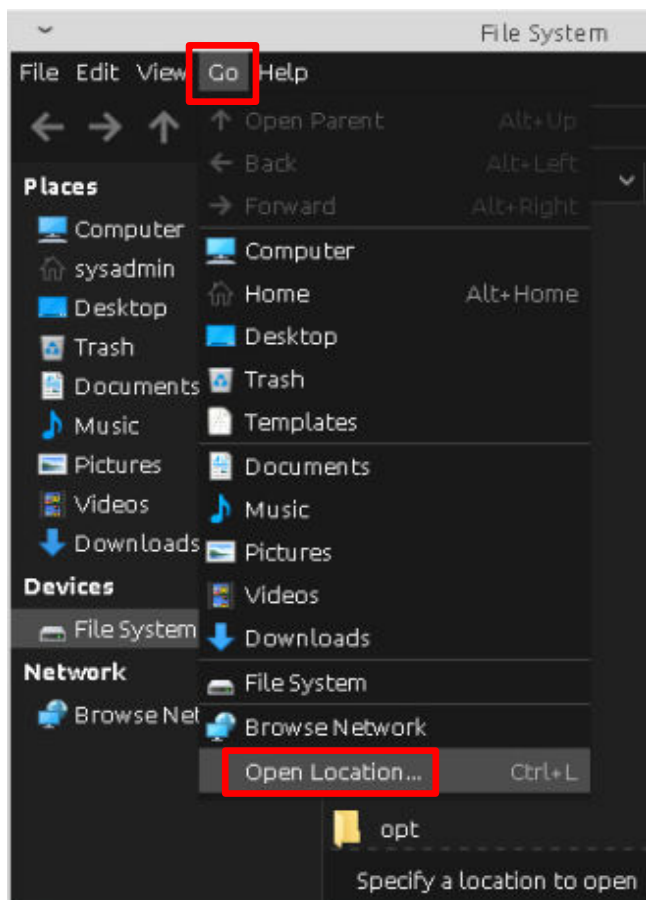 File System
File Edit View Go Help
Open Parent Alt+Up
Back Alt+Left
Forward Alt+Right
Computer
Home Alt+Home
Desktop
Trash
Templates
Documents
Music
Pictures
Videos
Downloads
File System
Browse Network
Open Location... Ctrl+L
Places
Computer
sysadmin
Desktop
Trash
Documents
Music
Pictures
Videos
Downloads
Devices
File System
Network
Browse Net
opt
Specify a location to open